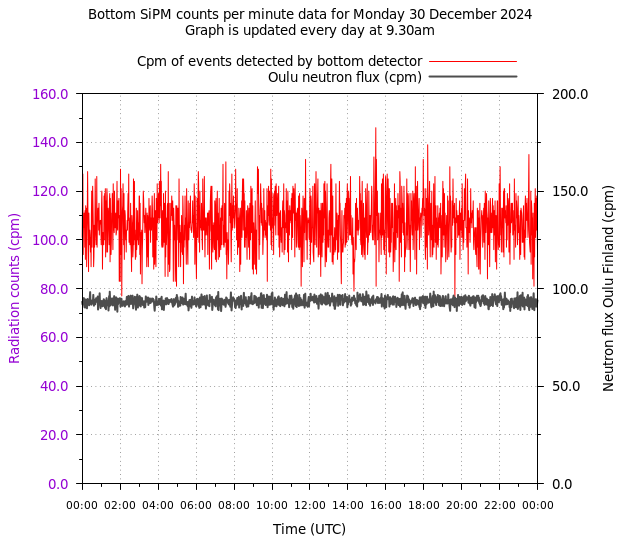 Bottom SiPM counts per minute data for Monday 30 December 2024
Graph is updated every day at 9.30am
Cpm of events detected by bottom detector
Oulu neutron flux (cpm)
160.0
140.0
120.0
100.0
80.0
60.0
40.0
20.0
0.0
Radiation counts (cpm)
200.0
150.0
100.0
50.0
0.0
Neutron flux Oulu Finland (cpm)
00:00 02:00 04:00 06:00 08:00 10:00 12:00 14:00 16:00 18:00 20:00 22:00 00:00
Time (UTC)